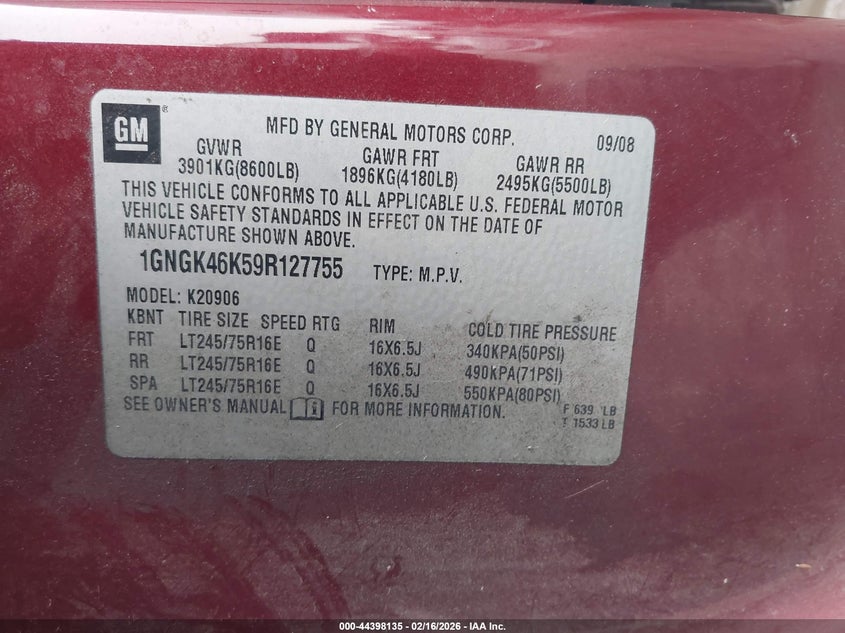 GM ®
MFD BY GENERAL MOTORS CORP. 09/08
GVWR GAWR FRT GAWR RR
3901KG(8600LB) 1896KG(4180LB) 2495KG(5500LB)
THIS VEHICLE CONFORMS TO ALL APPLICABLE U.S. FEDERAL MOTOR
VEHICLE SAFETY STANDARDS IN EFFECT ON THE DATE OF
MANUFACTURE SHOWN ABOVE.
1GNGK46K59R127755 TYPE: M.P.V.
MODEL: K20906
KBNT TIRE SIZE SPEED RTG RIM COLD TIRE PRESSURE
FRT LT245/75R16E Q 16X6.5J 340KPA(50PSI)
RR LT245/75R16E Q 16X6.5J 490KPA(71PSI)
SPA LT245/75R16E Q 16X6.5J 550KPA(80PSI)
SEE OWNER'S MANUAL i FOR MORE INFORMATION.
F 639 LB
T 1533 LB
000-44398135 - 02/16/2026 - IAA Inc.